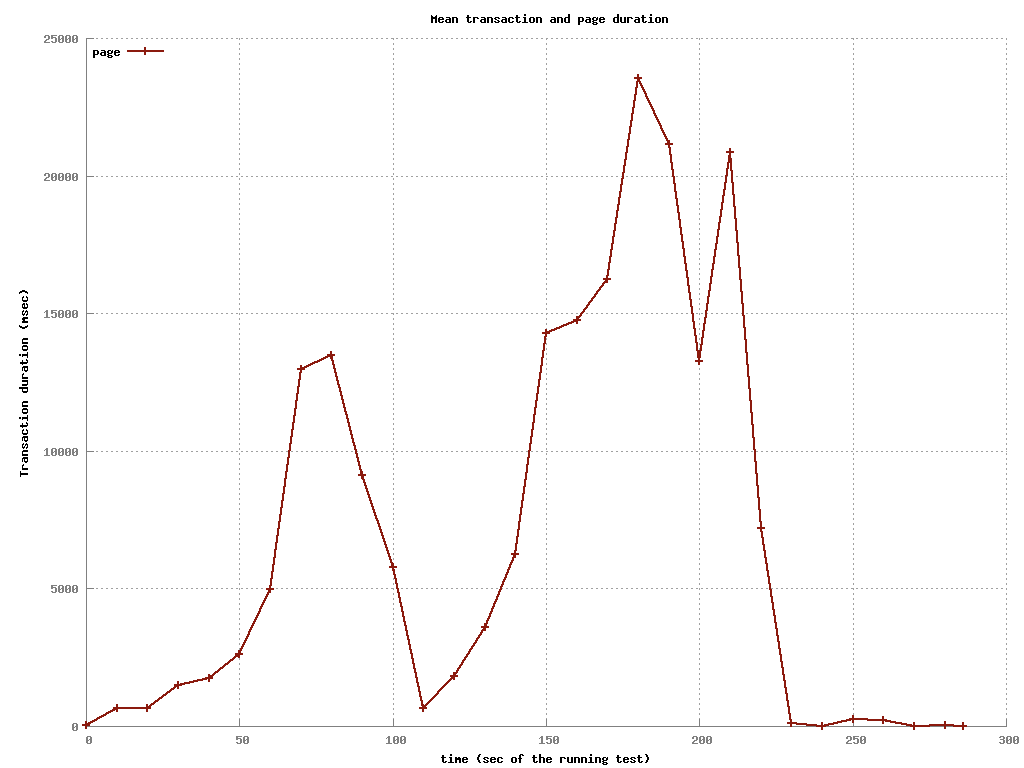 Mean transaction and page duration
page
25000
20000
15000
10000
5000
0
Transaction duration (msec)
0 50 100 150 200 250 300
time (sec of the running test)